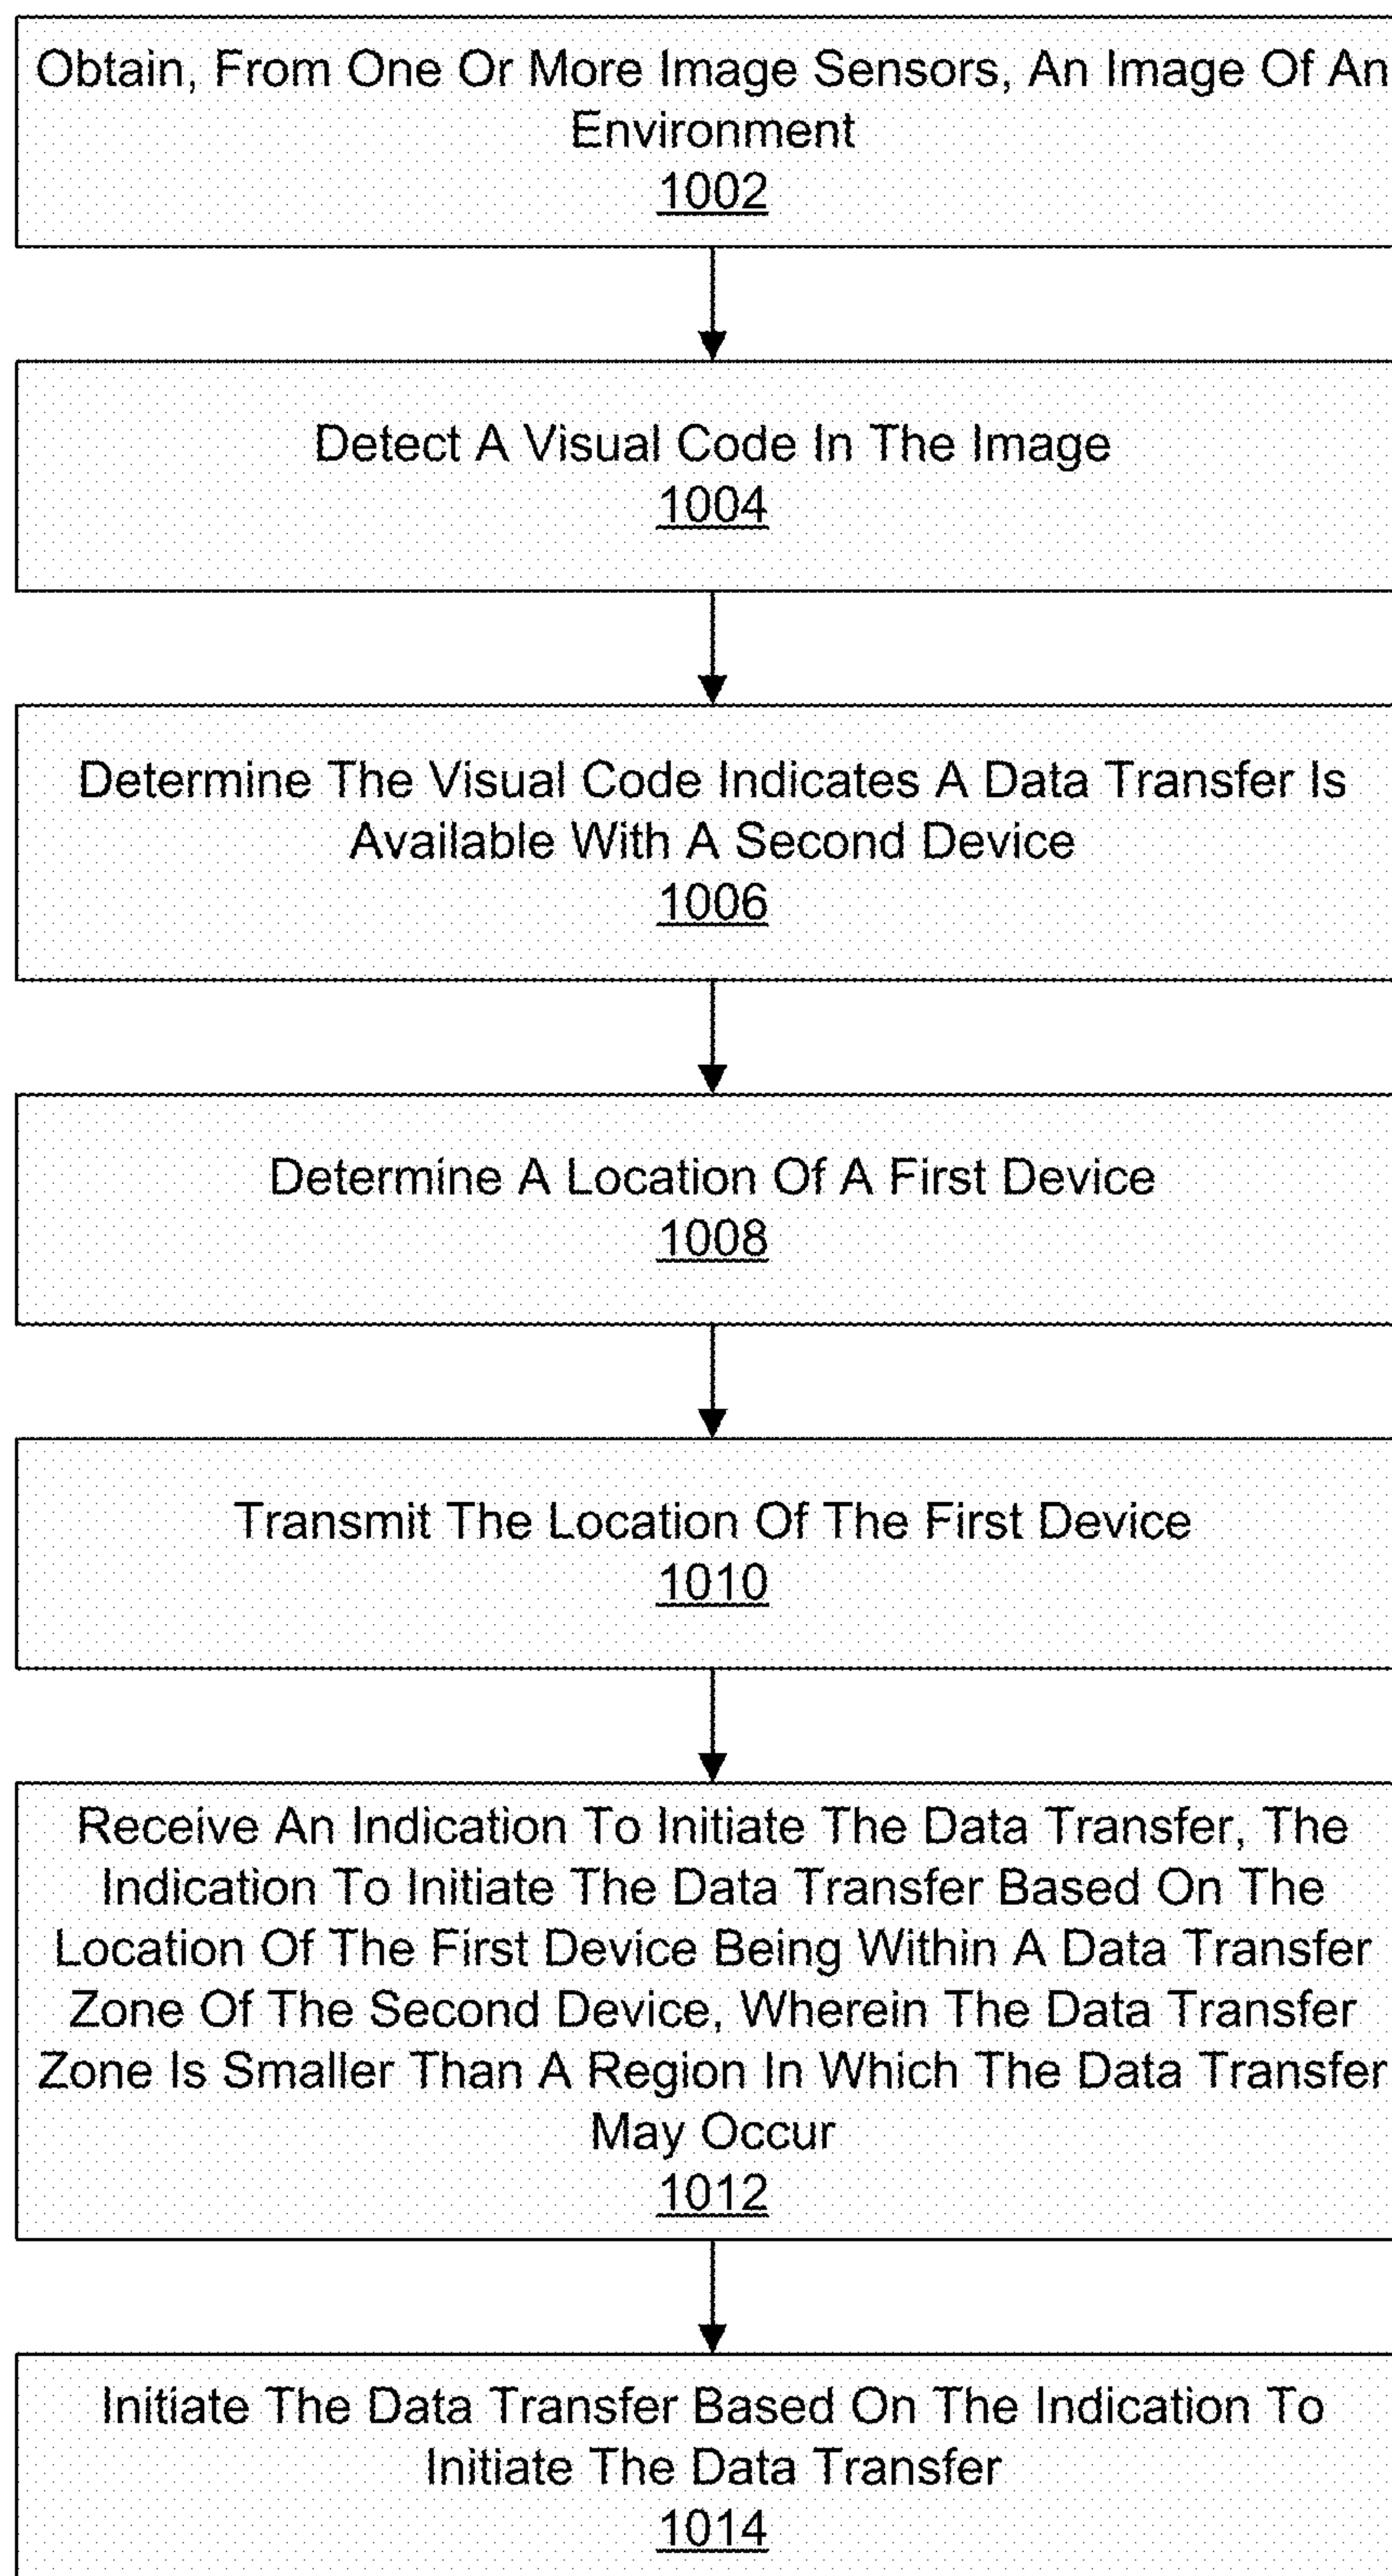 Obtain, From One Or More Image Sensors, An Image Of An
Environment
1002
Detect A Visual Code In The Image
1004
Determine The Visual Code Indicates A Data Transfer Is
Available With A Second Device
1006
Determine A Location Of A First Device
1008
Transmit The Location Of The First Device
1010
Receive An Indication To Initiate The Data Transfer, The
Indication To Initiate The Data Transfer Based On The
Location Of The First Device Being Within A Data Transfer
Zone Of The Second Device, Wherein The Data Transfer
Zone Is Smaller Than A Region In Which The Data Transfer
May Occur
1012
Initiate The Data Transfer Based On The Indication To
Initiate The Data Transfer
1014